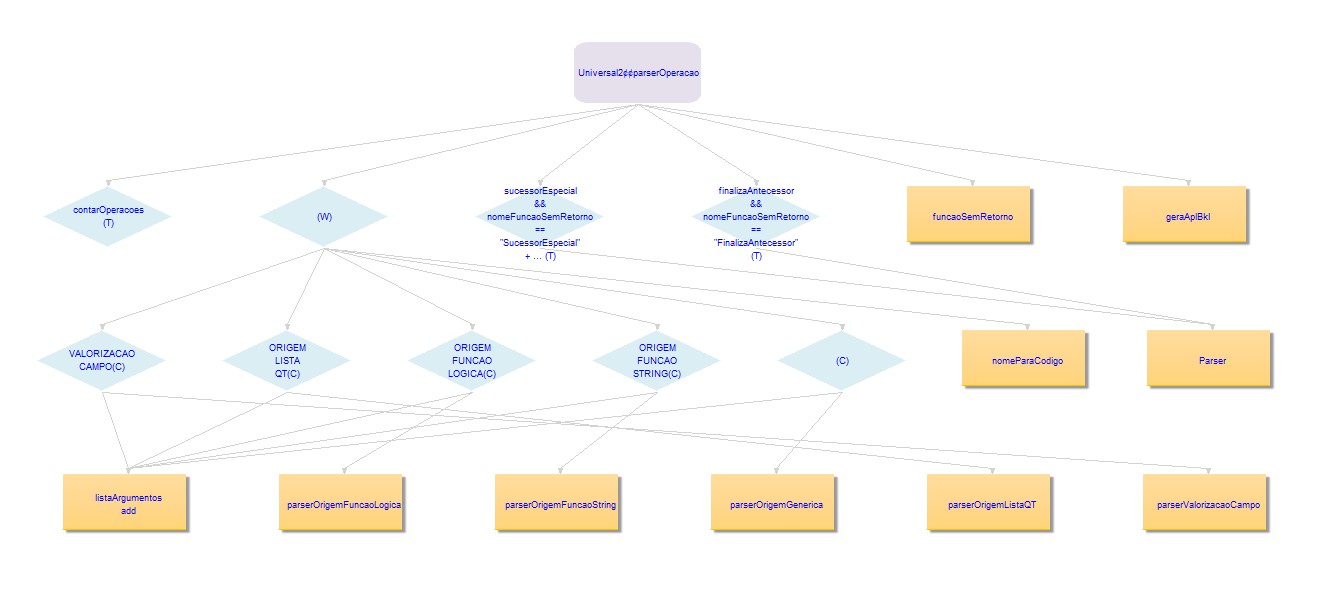 Universal2¢¢parserOperacao
contarOperacoes
(T)
(W)
sucessorEspecial
&&
nomeFuncaoSemRetorno
==
"SucessorEspecial"
+ ... (T)
finalizaAntecessor
&&
nomeFuncaoSemRetorno
==
"FinalizaAntecessor"
(T)
funcaoSemRetorno
geraAplBkl
VALORIZACAO
CAMPO(C)
ORIGEM
LISTA
QT(C)
ORIGEM
FUNCAO
LOGICA(C)
ORIGEM
FUNCAO
STRING(C)
(C)
nomeParaCodigo
Parser
listaArgumentos
add
parserOrigemFuncaoLogica
parserOrigemFuncaoString
parserOrigemGenerica
parserOrigemListaQT
parserValorizacaoCampo